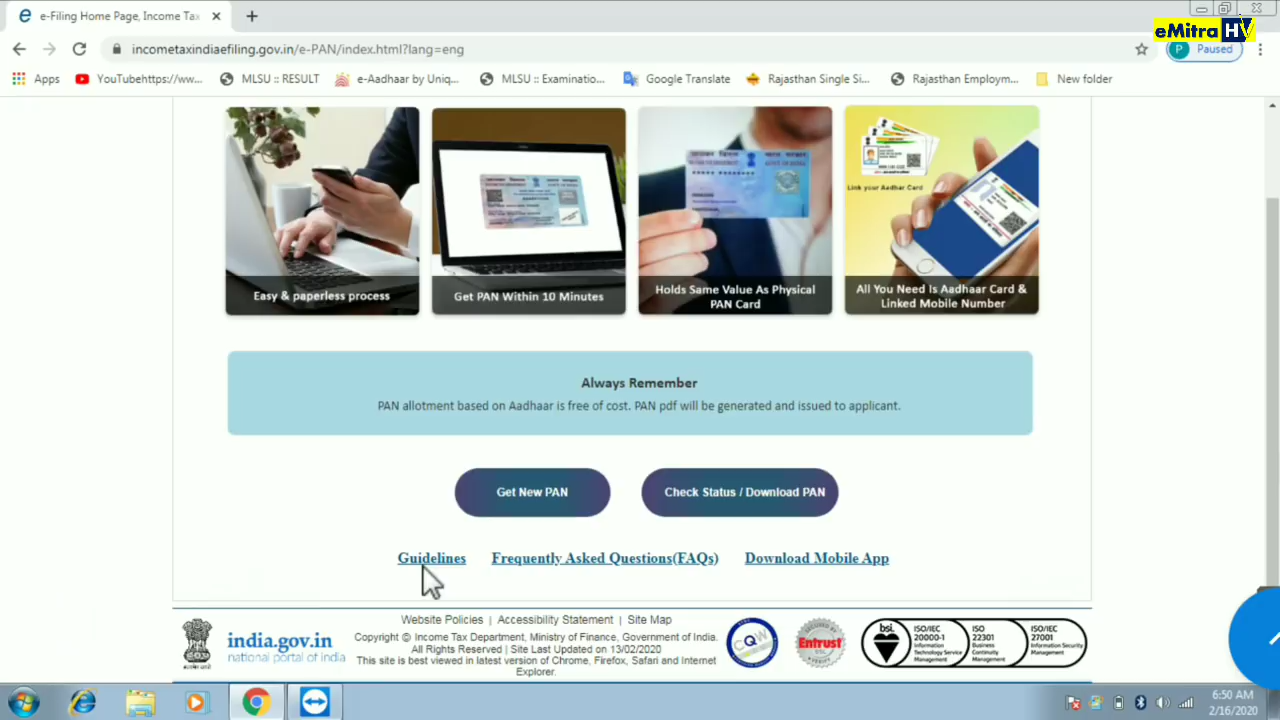 e-Filing Home Page, Income Tax
eMitra HV
incometaxindiaefiling.gov.in/e-PAN/index.html?lang=eng
P Paused
Apps
YouTubehttps://ww...
MLSU :: RESULT
e-Aadhaar by Uniq...
MLSU :: Examinatio...
Google Translate
Rajasthan Single Si...
Rajasthan Employm...
New folder
Link your Aadhar Card
Easy & paperless process
Get PAN Within 10 Minutes
Holds Same Value As Physical
PAN Card
All You Need Is Aadhaar Card &
Linked Mobile Number
Always Remember
PAN allotment based on Aadhaar is free of cost. PAN pdf will be generated and issued to applicant.
Get New PAN
Check Status / Download PAN
Guidelines
Frequently Asked Questions(FAQs)
Download Mobile App
Website Policies | Accessibility Statement | Site Map
india.gov.in
national portal of india
Copyright © Income Tax Department, Ministry of Finance, Government of India.
All Rights Reserved | Site Last Updated on 13/02/2020
This site is best viewed in latest version of Chrome, Firefox, Safari and Internet
Explorer.
CQW
Entrust
bsi.
ISO/IEC
20000-1
Information
Technology Service
Management
ISO
22301
Business
Continuity
Management
ISO/IEC
27001
Information Security
Management
6:50 AM
2/16/2020